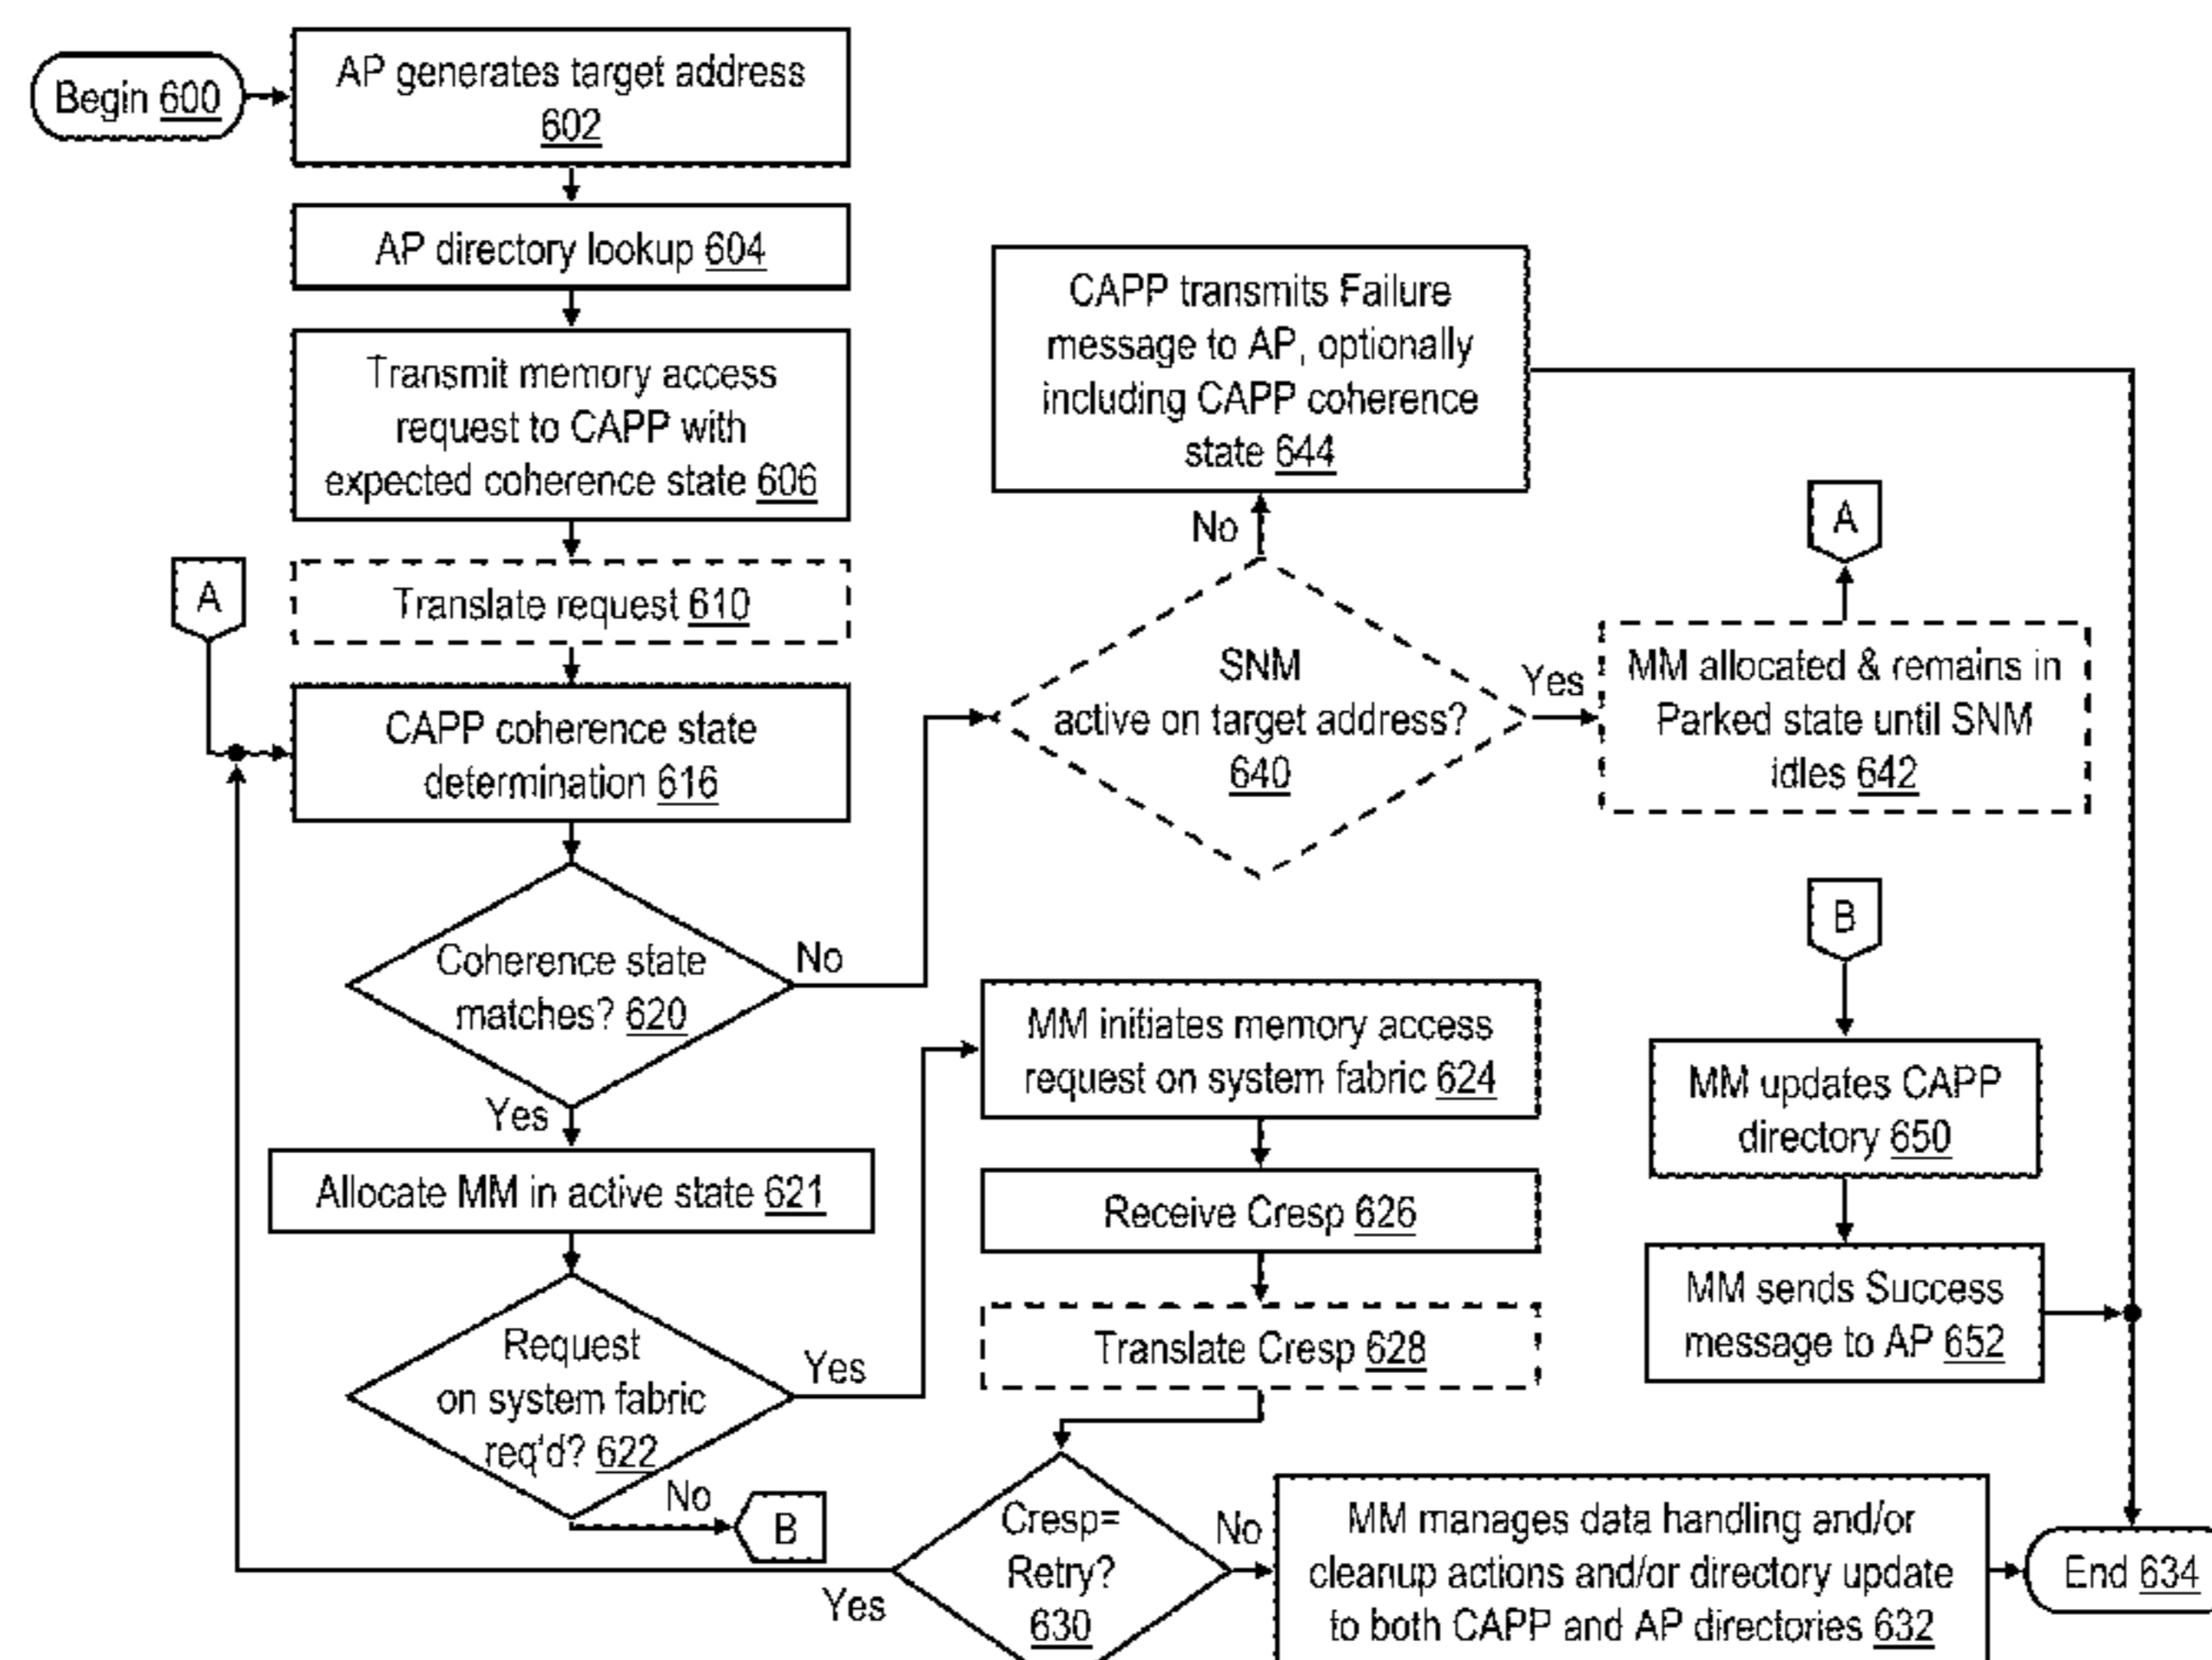 Begin 600
AP generates target address
602
AP directory lookup 604
Transmit memory access
request to CAPP with
expected coherence state 606
A
Translate request 610
CAPP coherence state
determination 616
Coherence state
matches? 620
No
Yes
Allocate MM in active state 621
Request
on system fabric
req'd? 622
Yes
No
B
CAPP transmits Failure
message to AP, optionally
including CAPP coherence
state 644
No
SNM
active on target address?
640
Yes
A
MM allocated & remains in
Parked state until SNM
idles 642
MM initiates memory access
request on system fabric 624
Receive Cresp 626
Translate Cresp 628
Cresp=
Retry?
630
Yes
No
MM manages data handling and/or
cleanup actions and/or directory update
to both CAPP and AP directories 632
B
MM updates CAPP
directory 650
MM sends Success
message to AP 652
End 634